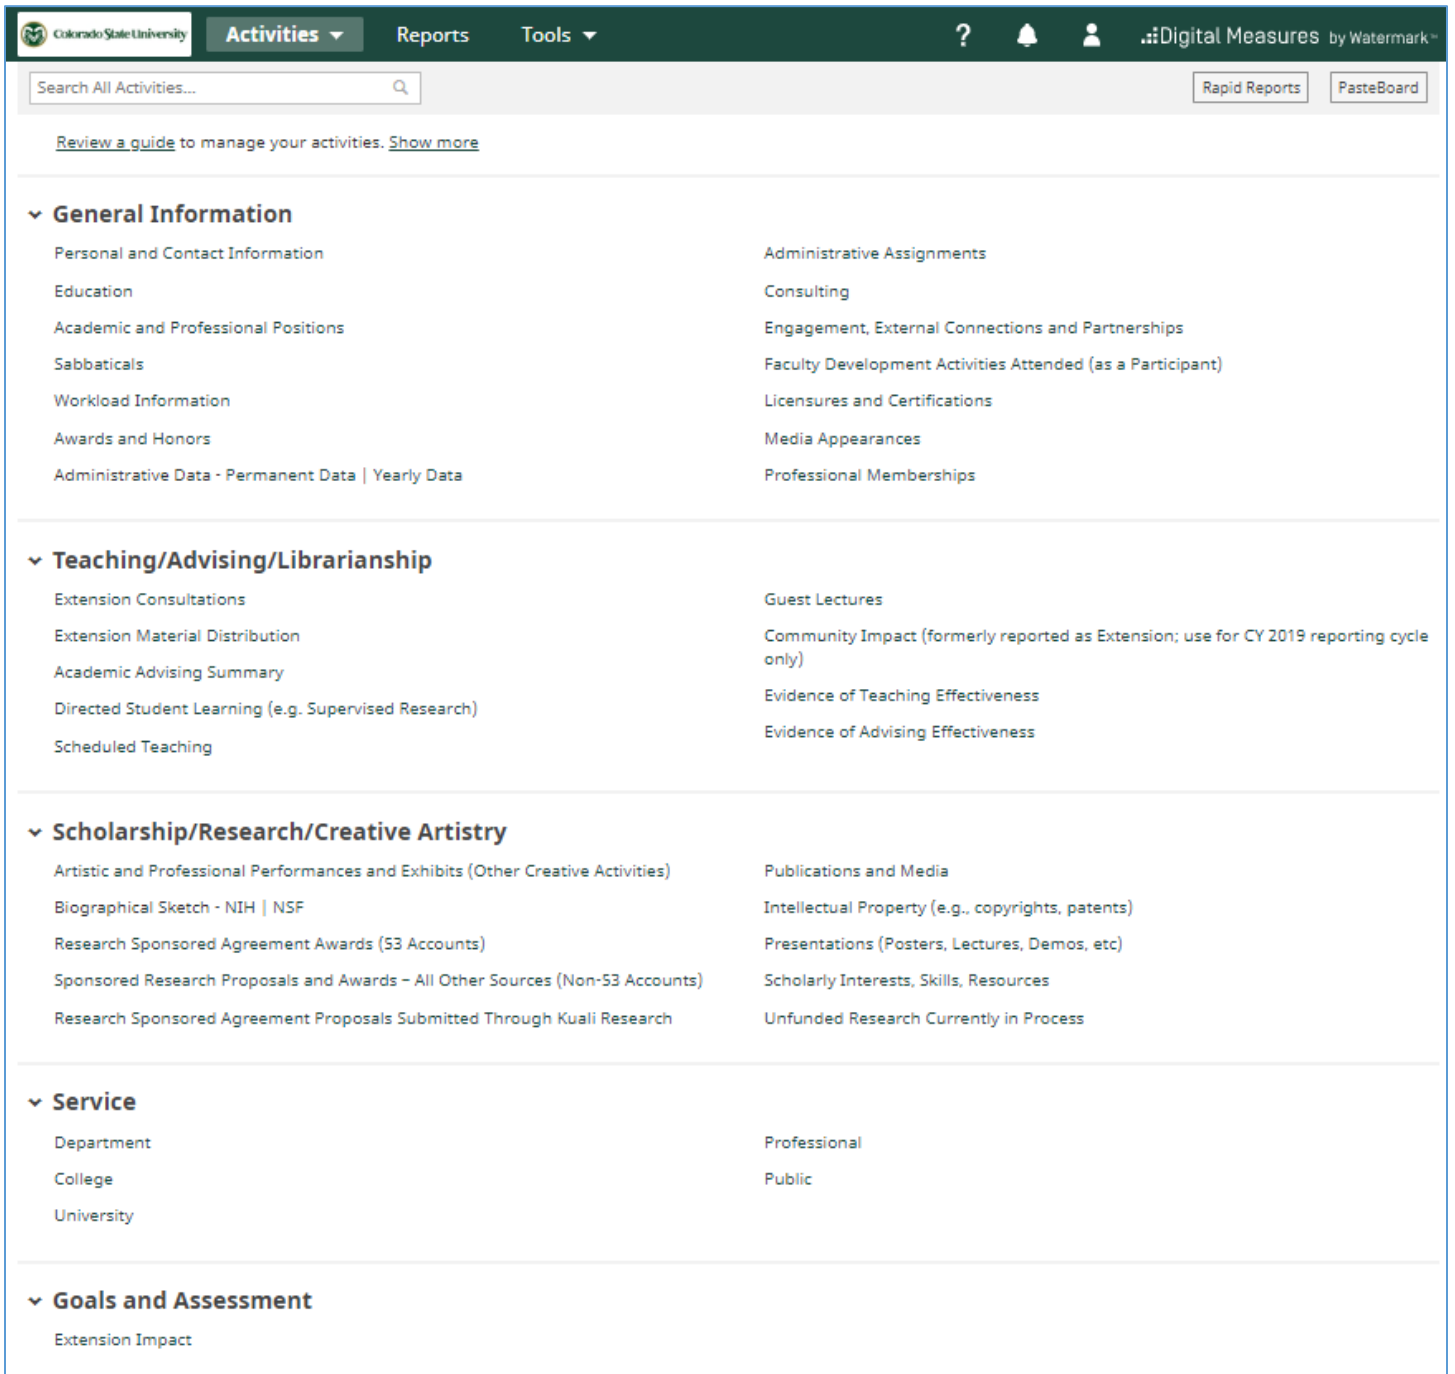 Colorado State University
Activities
Reports
Tools
?
Digital Measures by Watermark™
Search All Activities...
Rapid Reports
PasteBoard
Review a guide to manage your activities. Show more
General Information
Personal and Contact Information
Education
Academic and Professional Positions
Sabbaticals
Workload Information
Awards and Honors
Administrative Data - Permanent Data | Yearly Data
Administrative Assignments
Consulting
Engagement, External Connections and Partnerships
Faculty Development Activities Attended (as a Participant)
Licensures and Certifications
Media Appearances
Professional Memberships
Teaching/Advising/Librarianship
Extension Consultations
Extension Material Distribution
Academic Advising Summary
Directed Student Learning (e.g. Supervised Research)
Scheduled Teaching
Guest Lectures
Community Impact (formerly reported as Extension; use for CY 2019 reporting cycle
only)
Evidence of Teaching Effectiveness
Evidence of Advising Effectiveness
Scholarship/Research/Creative Artistry
Artistic and Professional Performances and Exhibits (Other Creative Activities)
Biographical Sketch - NIH | NSF
Research Sponsored Agreement Awards (53 Accounts)
Sponsored Research Proposals and Awards – All Other Sources (Non-53 Accounts)
Research Sponsored Agreement Proposals Submitted Through Kuali Research
Publications and Media
Intellectual Property (e.g., copyrights, patents)
Presentations (Posters, Lectures, Demos, etc)
Scholarly Interests, Skills, Resources
Unfunded Research Currently in Process
Service
Department
College
University
Professional
Public
Goals and Assessment
Extension Impact